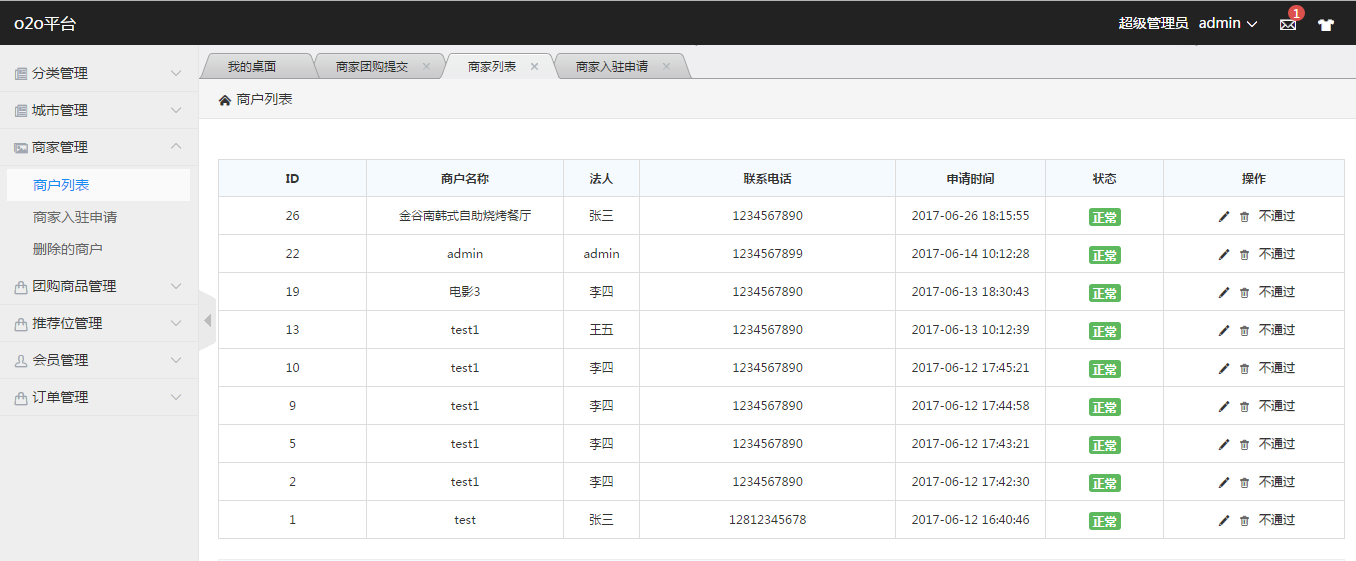 o2o平台 超级管理员 admin 1
我的桌面 商家团购提交 商家列表 商家入驻申请
分类管理
城市管理
商家管理
商户列表
商家入驻申请
删除的商户
团购商品管理
推荐位管理
会员管理
订单管理
商户列表
ID 商户名称 法人 联系电话 申请时间 状态 操作
26 金谷南韩式自助烧烤餐厅 张三 1234567890 2017-06-26 18:15:55 正常 不通过
22 admin admin 1234567899 2017-06-14 10:12:28 正常 不通过
19 电影3 李四 1234567890 2017-06-13 18:30:43 正常 不通过
13 test1 王五 1234567890 2017-06-13 10:12:39 正常 不通过
10 test1 李四 1234567890 2017-06-12 17:45:21 正常 不通过
9 test1 李四 1234567890 2017-06-12 17:44:58 正常 不通过
5 test1 李四 1234567890 2017-06-12 17:43:21 正常 不通过
2 test1 李四 1234567890 2017-06-12 17:42:30 正常 不通过
1 test 张三 12812345678 2017-06-12 16:40:46 正常 不通过